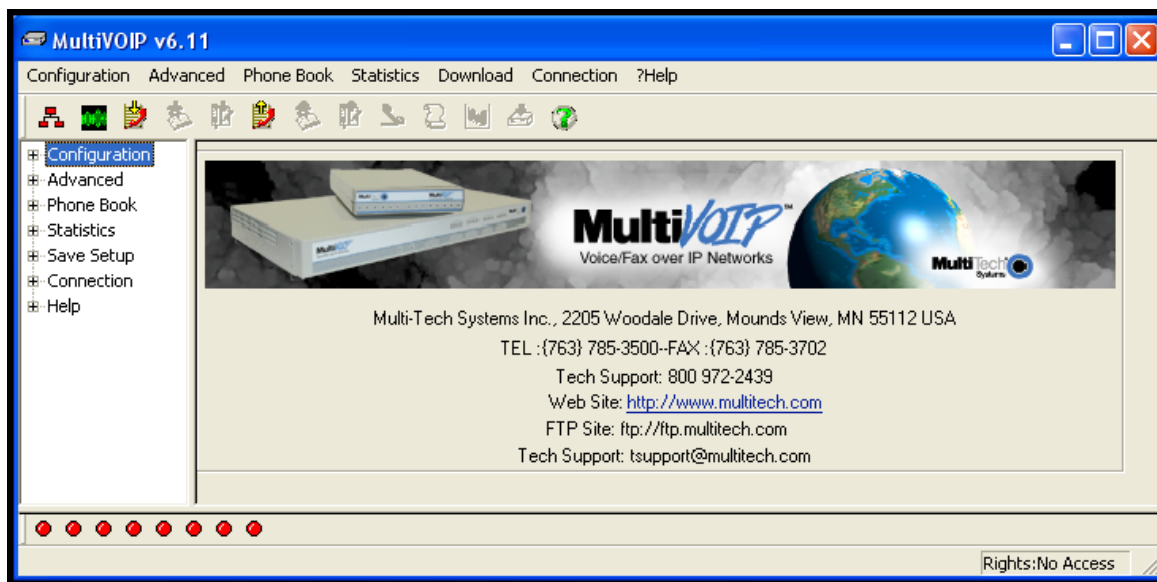 MultiVOIP v6.11
Configuration Advanced Phone Book Statistics Download Connection ?Help
Configuration
Advanced
Phone Book
Statistics
Save Setup
Connection
Help
MultiVOIP™
Voice/Fax over IP Networks
MultiTech
Systems
Multi-Tech Systems Inc., 2205 Woodale Drive, Mounds View, MN 55112 USA
TEL :{763} 785-3500--FAX :{763} 785-3702
Tech Support: 800 972-2439
Web Site: http://www.multitech.com
FTP Site: ftp://ftp.multitech.com
Tech Support: tsupport@multitech.com
Rights:No Access